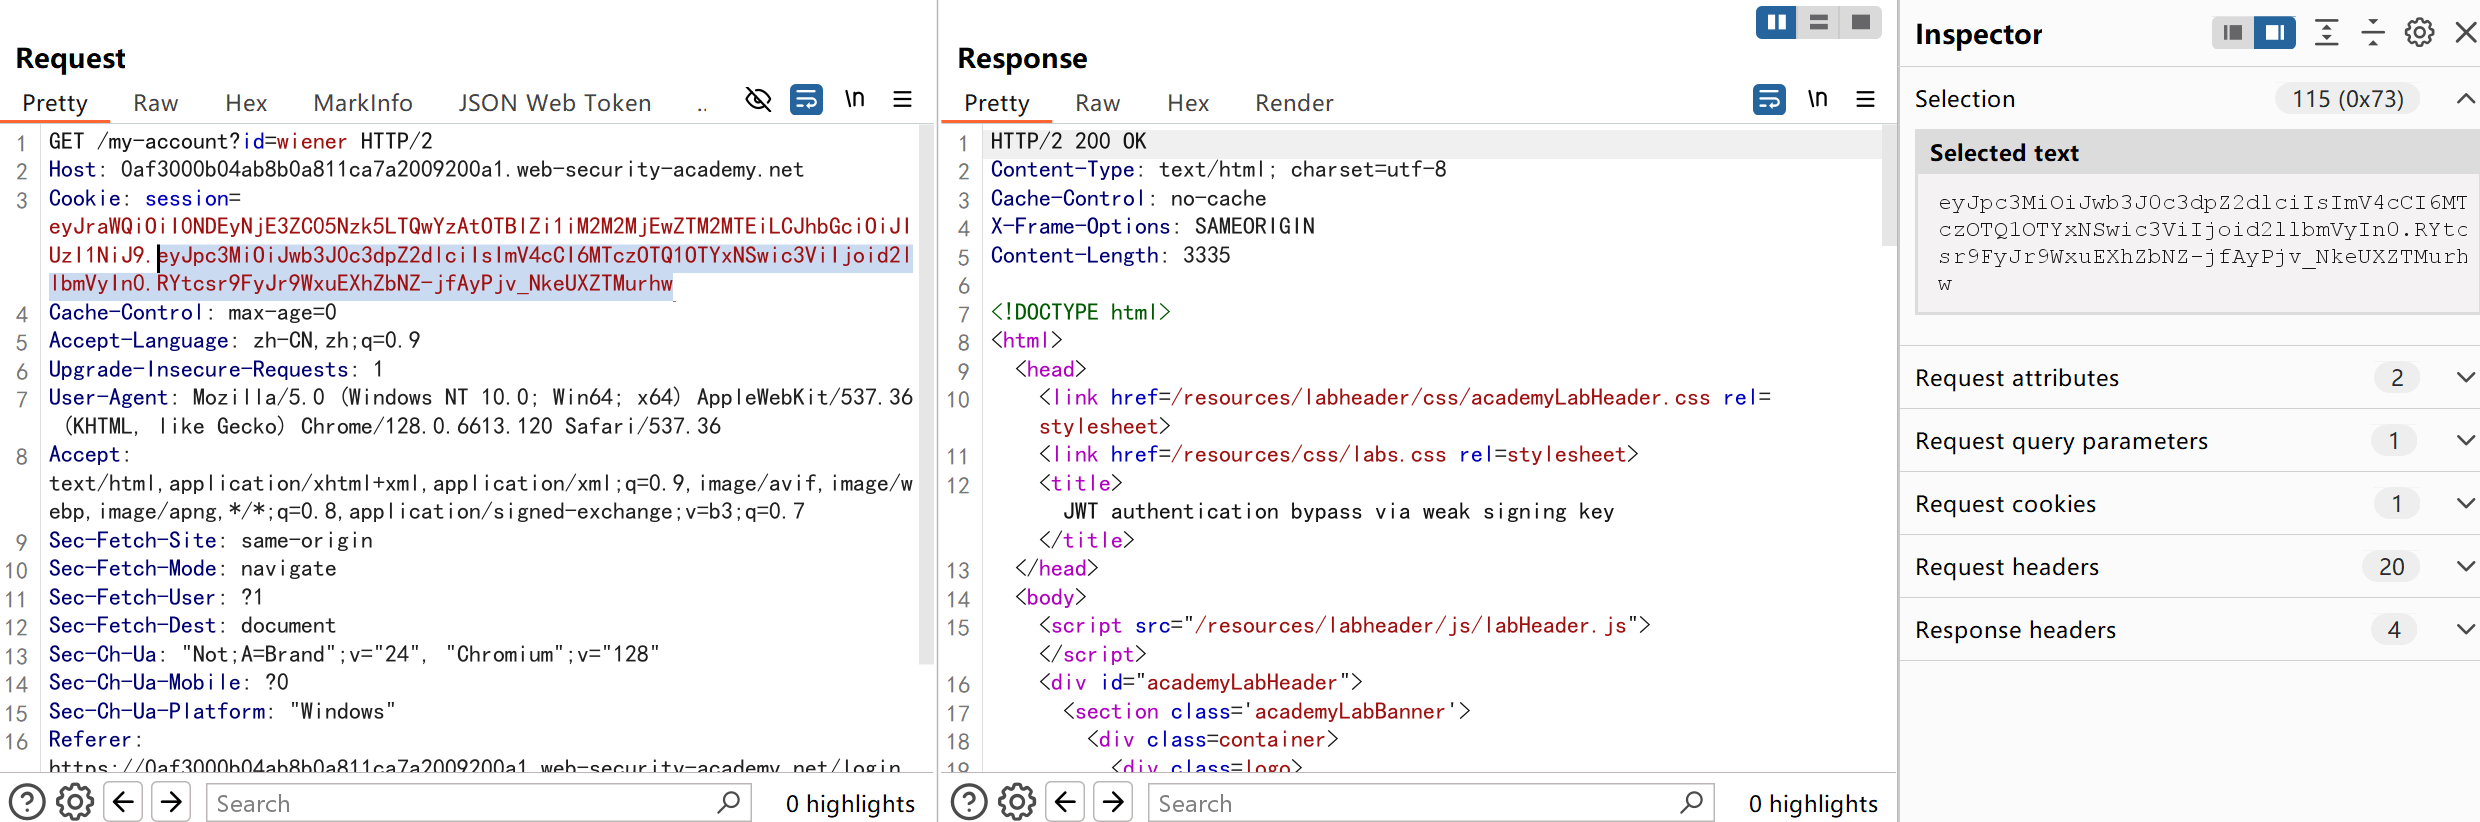 Request
Pretty Raw Hex MarkInfo JSON Web Token ..
\n
1 GET /my-account?id=wiener HTTP/2
2 Host: 0af3000b04ab8b0a811ca7a2009200a1.web-security-academy.net
3 Cookie: session=
eyJraWQiOiI0NDEyNjE3ZC05Nzk5LTQwYzAtOTBlZi1iM2M2MjEwZTM2MTEiLCJhbGciOiJI
UzI1NiJ9.eyJpc3MiOiJwb3J0c3dpZ2dlciIsImV4cCI6MTczOTQ1OTYxNSwic3ViIjoid2l
lbmVyIn0.RYtcsr9FyJr9WxuEXhZbNZ-jfAyPjv_NkeUXZTMurhw
4 Cache-Control: max-age=0
5 Accept-Language: zh-CN,zh;q=0.9
6 Upgrade-Insecure-Requests: 1
7 User-Agent: Mozilla/5.0 (Windows NT 10.0; Win64; x64) AppleWebKit/537.36
(KHTML, like Gecko) Chrome/128.0.6613.120 Safari/537.36
8 Accept:
text/html,application/xhtml+xml,application/xml;q=0.9,image/avif,image/w
ebp,image/apng,*/*;q=0.8,application/signed-exchange;v=b3;q=0.7
9 Sec-Fetch-Site: same-origin
10 Sec-Fetch-Mode: navigate
11 Sec-Fetch-User: ?1
12 Sec-Fetch-Dest: document
13 Sec-Ch-Ua: "Not;A=Brand";v="24", "Chromium";v="128"
14 Sec-Ch-Ua-Mobile: ?0
15 Sec-Ch-Ua-Platform: "Windows"
16 Referer:
https://0af3000b04ab8b0a811ca7a2009200a1.web-security-academy.net/login
Search
0 highlights
Response
Pretty Raw Hex Render
\n
1 HTTP/2 200 OK
2 Content-Type: text/html; charset=utf-8
3 Cache-Control: no-cache
4 X-Frame-Options: SAMEORIGIN
5 Content-Length: 3335
6
7 <!DOCTYPE html>
8 <html>
9 <head>
10 <link href=/resources/labheader/css/academyLabHeader.css rel=
stylesheet>
11 <link href=/resources/css/labs.css rel=stylesheet>
12 <title>
JWT authentication bypass via weak signing key
</title>
13 </head>
14 <body>
15 <script src="/resources/labheader/js/labHeader.js">
</script>
16 <div id="academyLabHeader">
17 <section class='academyLabBanner'>
18 <div class=container>
19 <div class=logo>
Search
0 highlights
Inspector
Selection 115 (0x73)
Selected text
eyJpc3MiOiJwb3J0c3dpZ2dlciIsImV4cCI6MT
czOTQ1OTYxNSwic3ViIjoid2llbmVyIn0.RYtc
sr9FyJr9WxuEXhZbNZ-jfAyPjv_NkeUXZTMurh
w
Request attributes 2
Request query parameters 1
Request cookies 1
Request headers 20
Response headers 4